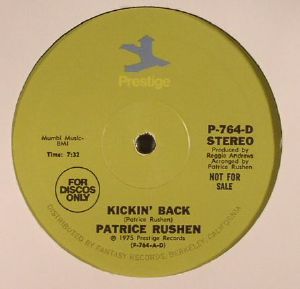 Prestige
Mumbi Music-
BMI
Time: 7:32
P-764-D
STEREO
Produced by
Reggie Andrews
Arranged by
Patrice Rushen
NOT FOR
SALE
FOR
DISCOS
ONLY
KICKIN' BACK
(Patrice Rushen)
PATRICE RUSHEN
℗ 1975 Prestige Records
(P-764-A-D)
DISTRIBUTED BY FANTASY RECORDS, BERKELEY, CALIFORNIA